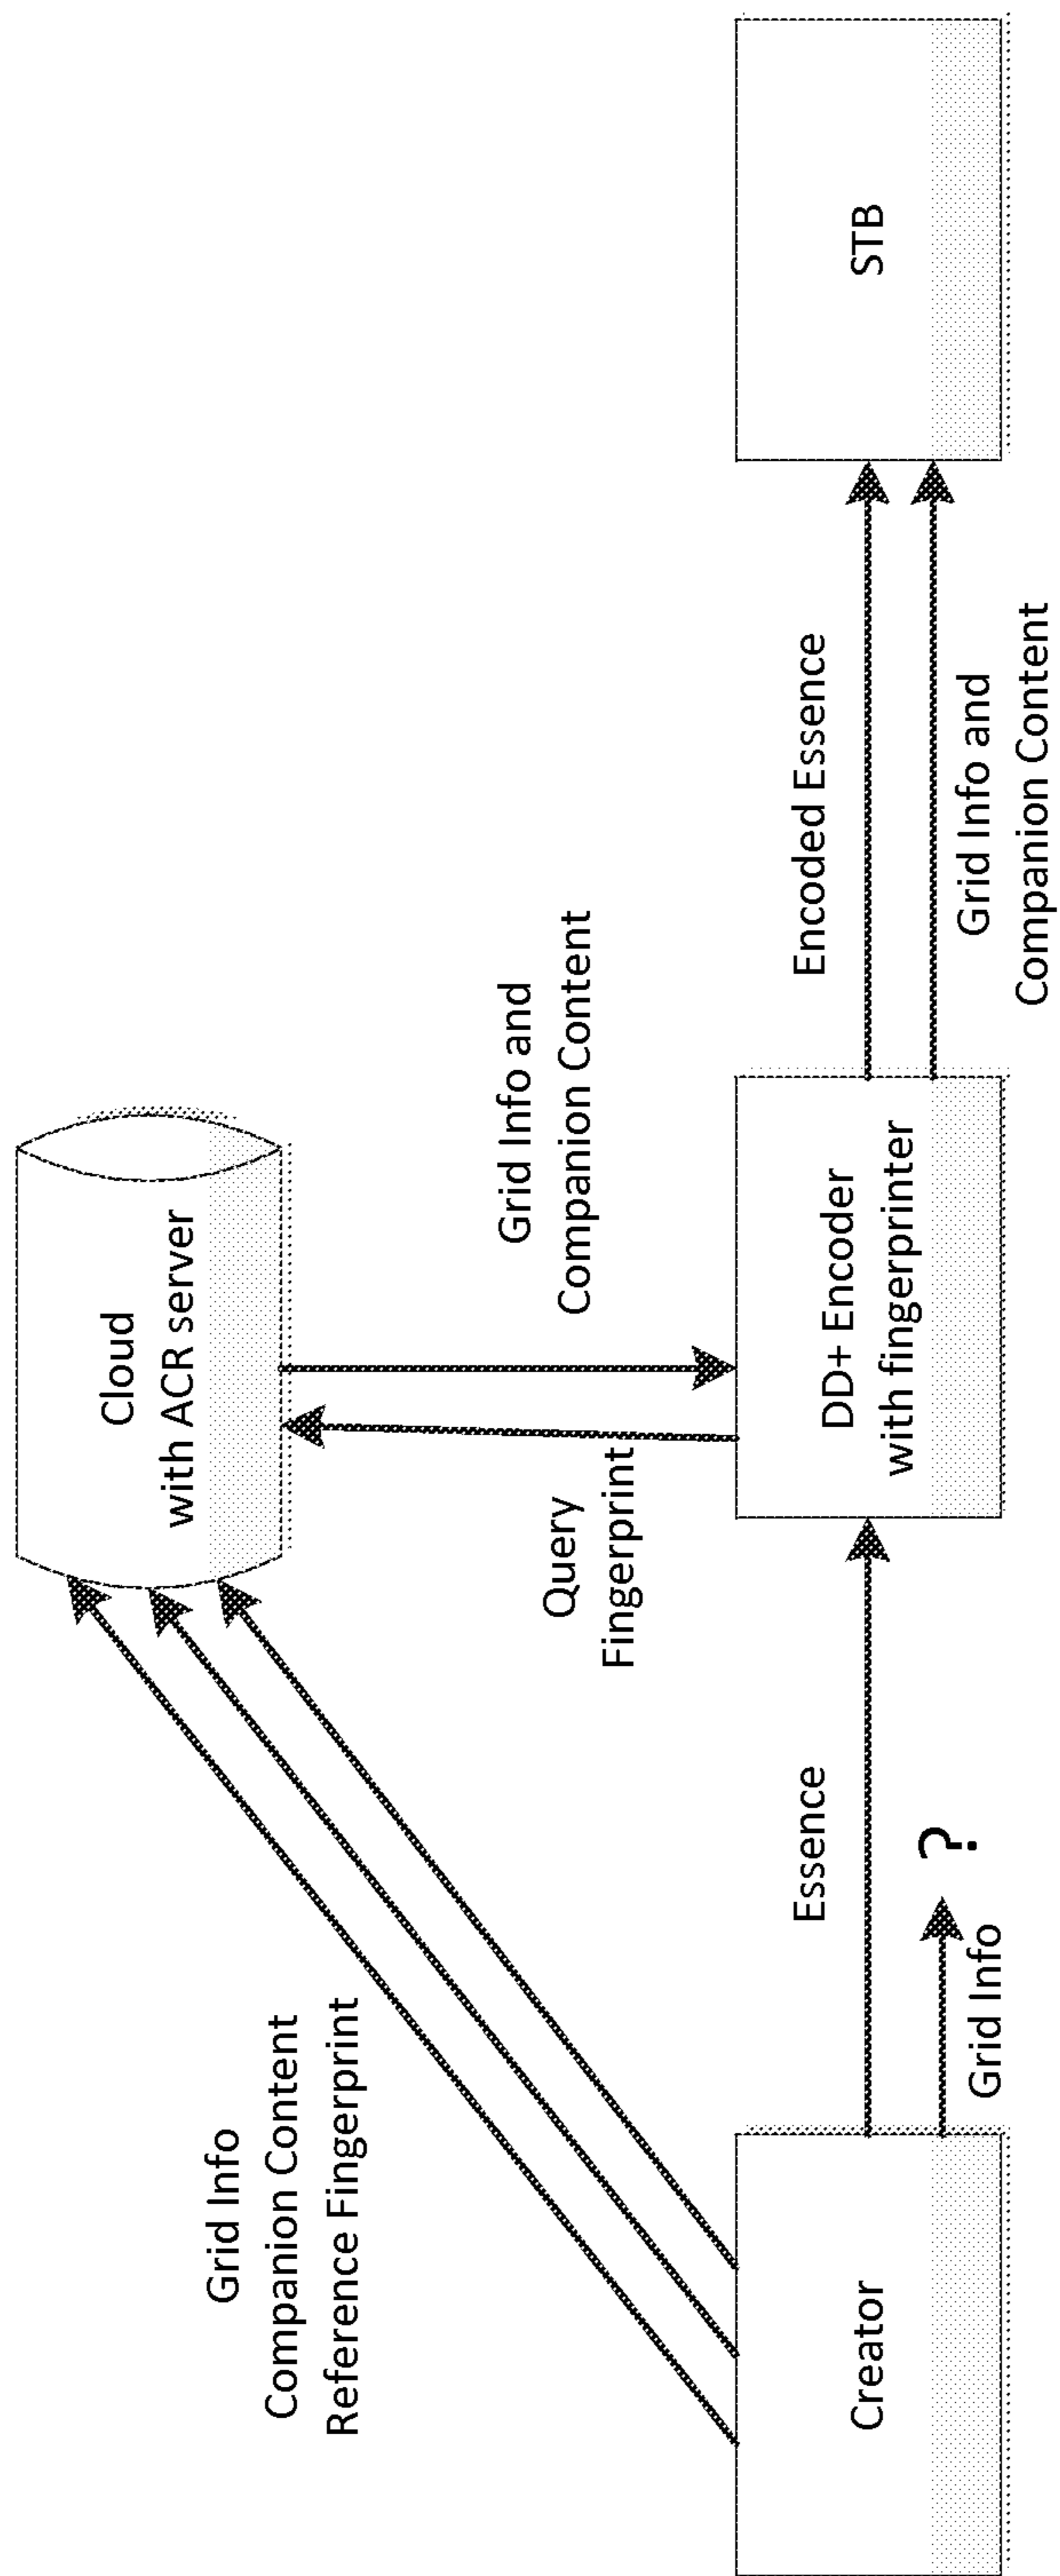 Cloud
with ACR server
Grid Info
Companion Content
Reference Fingerprint
Query
Fingerprint
Grid Info and
Companion Content
Creator
Essence
?
Grid Info
DD+ Encoder
with fingerprinter
Encoded Essence
Grid Info and
Companion Content
STB